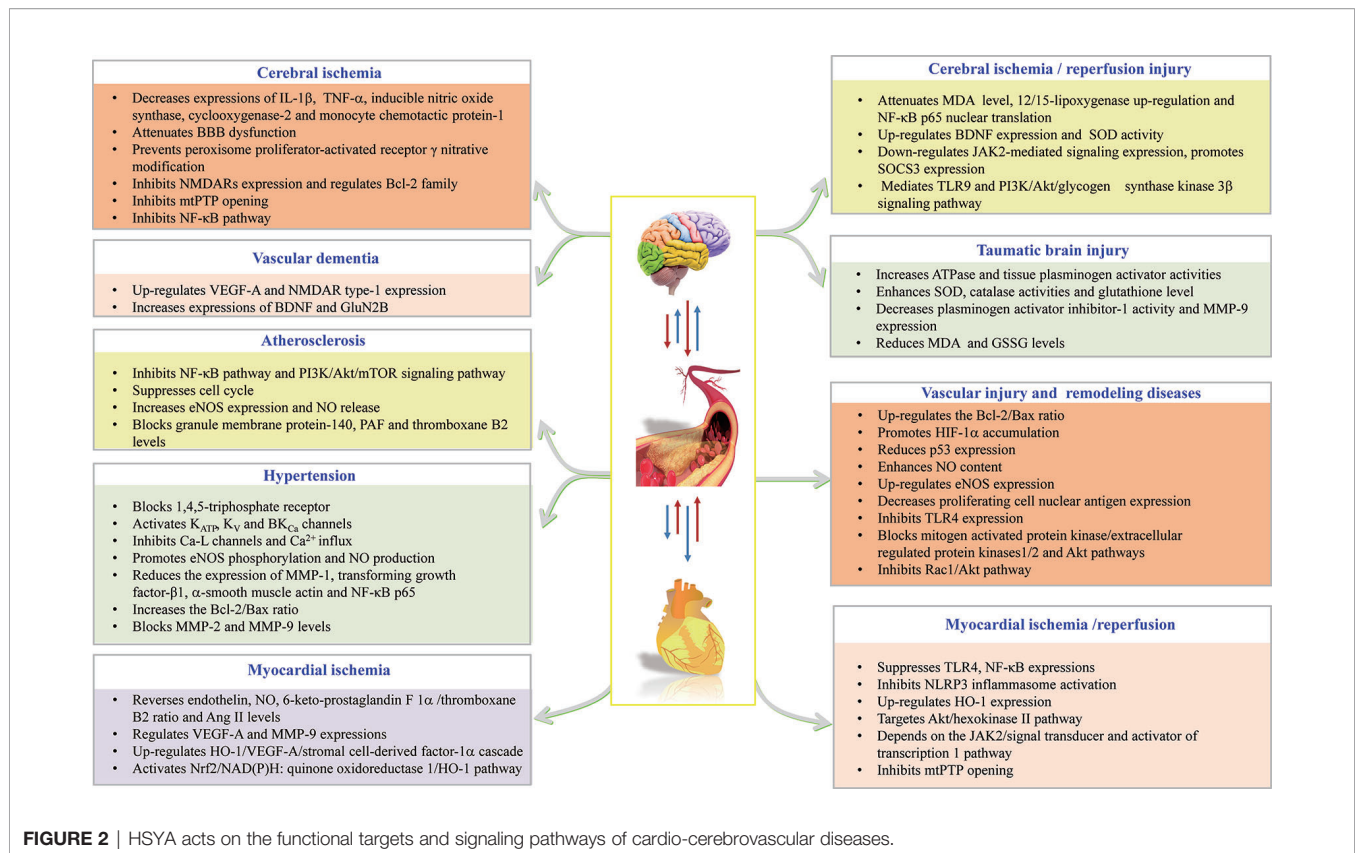 Cerebral ischemia
• Decreases expressions of IL-1β, TNF-α, inducible nitric oxide
synthase, cyclooxygenase-2 and monocyte chemotactic protein-1
• Attenuates BBB dysfunction
• Prevents peroxisome proliferator-activated receptor γ nitrative
modification
• Inhibits NMDARs expression and regulates Bcl-2 family
• Inhibits mtPTP opening
• Inhibits NF-κB pathway
Vascular dementia
• Up-regulates VEGF-A and NMDAR type-1 expression
• Increases expressions of BDNF and GluN2B
Atherosclerosis
• Inhibits NF-κB pathway and PI3K/Akt/mTOR signaling pathway
• Suppresses cell cycle
• Increases eNOS expression and NO release
• Blocks granule membrane protein-140, PAF and thromboxane B2
levels
Hypertension
• Blocks 1,4,5-triphosphate receptor
• Activates KATP, KV and BKCa channels
• Inhibits Ca-L channels and Ca²⁺ influx
• Promotes eNOS phosphorylation and NO production
• Reduces the expression of MMP-1, transforming growth
factor-β1, α-smooth muscle actin and NF-κB p65
• Increases the Bcl-2/Bax ratio
• Blocks MMP-2 and MMP-9 levels
Myocardial ischemia
• Reverses endothelin, NO, 6-keto-prostaglandin F 1α /thromboxane
B2 ratio and Ang II levels
• Regulates VEGF-A and MMP-9 expressions
• Up-regulates HO-1/VEGF-A/stromal cell-derived factor-1α cascade
• Activates Nrf2/NAD(P)H: quinone oxidoreductase 1/HO-1 pathway
Cerebral ischemia / reperfusion injury
• Attenuates MDA level, 12/15-lipoxygenase up-regulation and
NF-κB p65 nuclear translation
• Up-regulates BDNF expression and SOD activity
• Down-regulates JAK2-mediated signaling expression, promotes
SOCS3 expression
• Mediates TLR9 and PI3K/Akt/glycogen synthase kinase 3β
signaling pathway
Taumatic brain injury
• Increases ATPase and tissue plasminogen activator activities
• Enhances SOD, catalase activities and glutathione level
• Decreases plasminogen activator inhibitor-1 activity and MMP-9
expression
• Reduces MDA and GSSG levels
Vascular injury and remodeling diseases
• Up-regulates the Bcl-2/Bax ratio
• Promotes HIF-1α accumulation
• Reduces p53 expression
• Enhances NO content
• Up-regulates eNOS expression
• Decreases proliferating cell nuclear antigen expression
• Inhibits TLR4 expression
• Blocks mitogen activated protein kinase/extracellular
regulated protein kinases1/2 and Akt pathways
• Inhibits Rac1/Akt pathway
Myocardial ischemia /reperfusion
• Suppresses TLR4, NF-κB expressions
• Inhibits NLRP3 inflammasome activation
• Up-regulates HO-1 expression
• Targets Akt/hexokinase II pathway
• Depends on the JAK2/signal transducer and activator of
transcription 1 pathway
• Inhibits mtPTP opening
FIGURE 2 | HSYA acts on the functional targets and signaling pathways of cardio-cerebrovascular diseases.